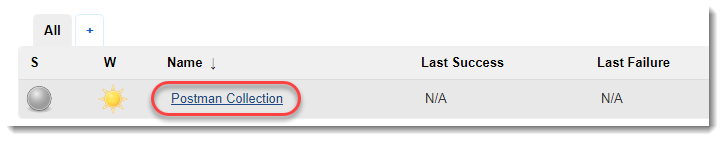 All +
S W Name ↓ Last Success Last Failure
Postman Collection N/A N/A